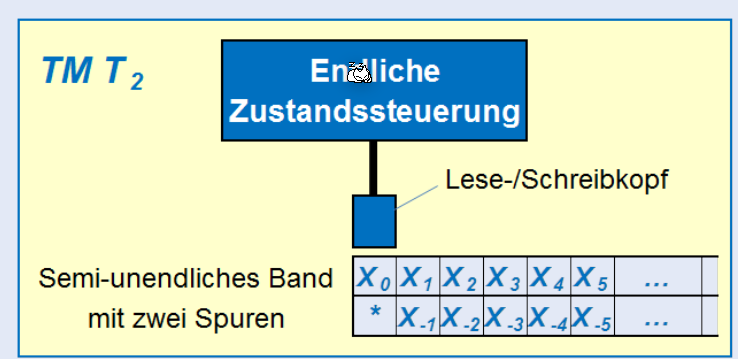 TM T₂
Endliche
Zustandssteuerung
Lese-/Schreibkopf
Semi-unendliches Band
mit zwei Spuren
X₀ X₁ X₂ X₃ X₄ X₅ ...
* X₋₁ X₋₂ X₋₃ X₋₄ X₋₅ ...